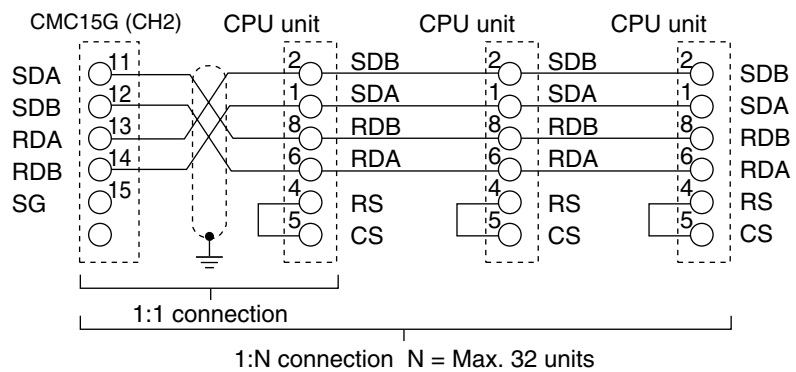 CMC15G (CH2) CPU unit CPU unit CPU unit
SDA 11 2 SDB 2 SDB 2 SDB
SDB 12 1 SDA 1 SDA 1 SDA
RDA 13 8 RDB 8 RDB 8 RDB
RDB 14 6 RDA 6 RDA 6 RDA
SG 15 4 RS 4 RS 4 RS
5 CS 5 CS 5 CS
1:1 connection
1:N connection N = Max. 32 units